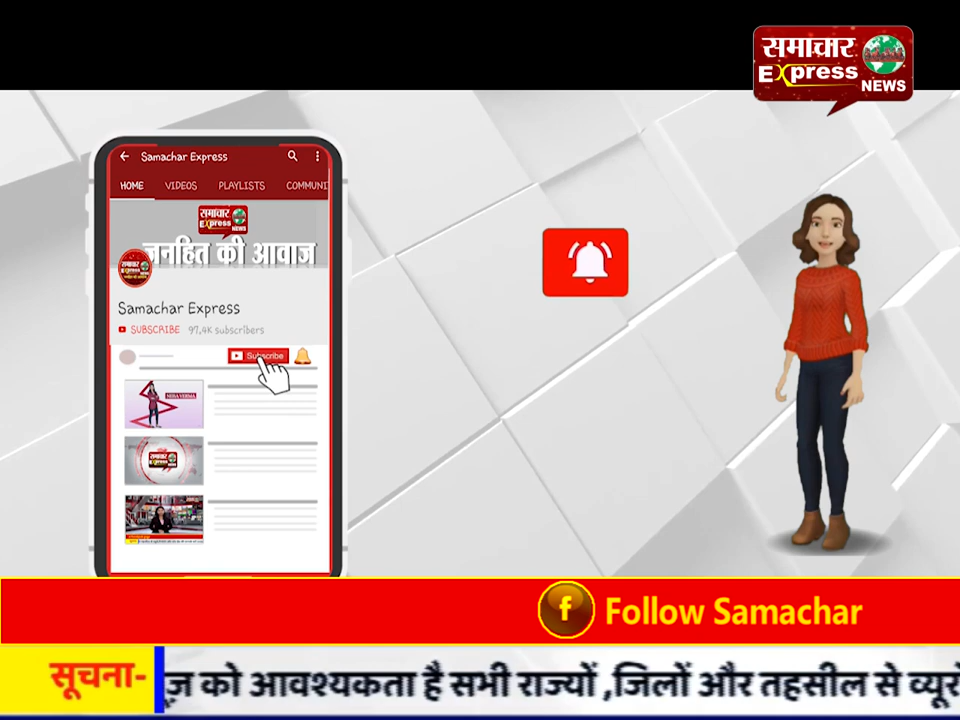 समाचार
Express
NEWS
Samachar Express
HOME VIDEOS PLAYLISTS COMMUNI
समाचार
Express
NEWS
जनहित की आवाज
Samachar Express
SUBSCRIBE 97.4K subscribers
Subscribe
f Follow Samachar
सूचना- ज़ को आवश्यकता है सभी राज्यों ,जिलों और तहसील से ब्यूरो